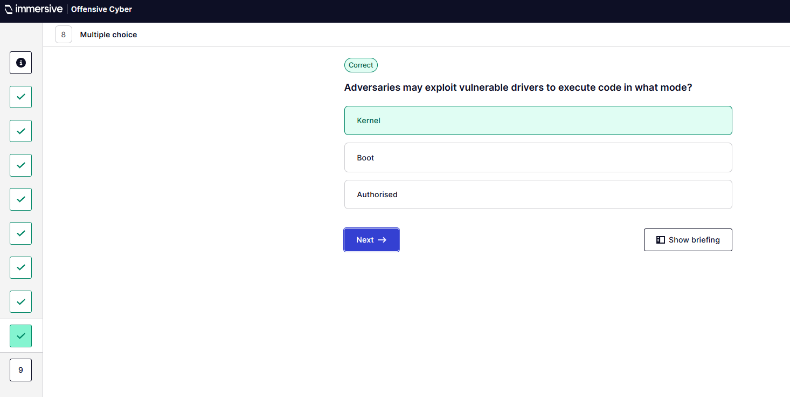 immersive Offensive Cyber
8 Multiple choice
Correct
Adversaries may exploit vulnerable drivers to execute code in what mode?
Kernel
Boot
Authorised
Next → Show briefing
9